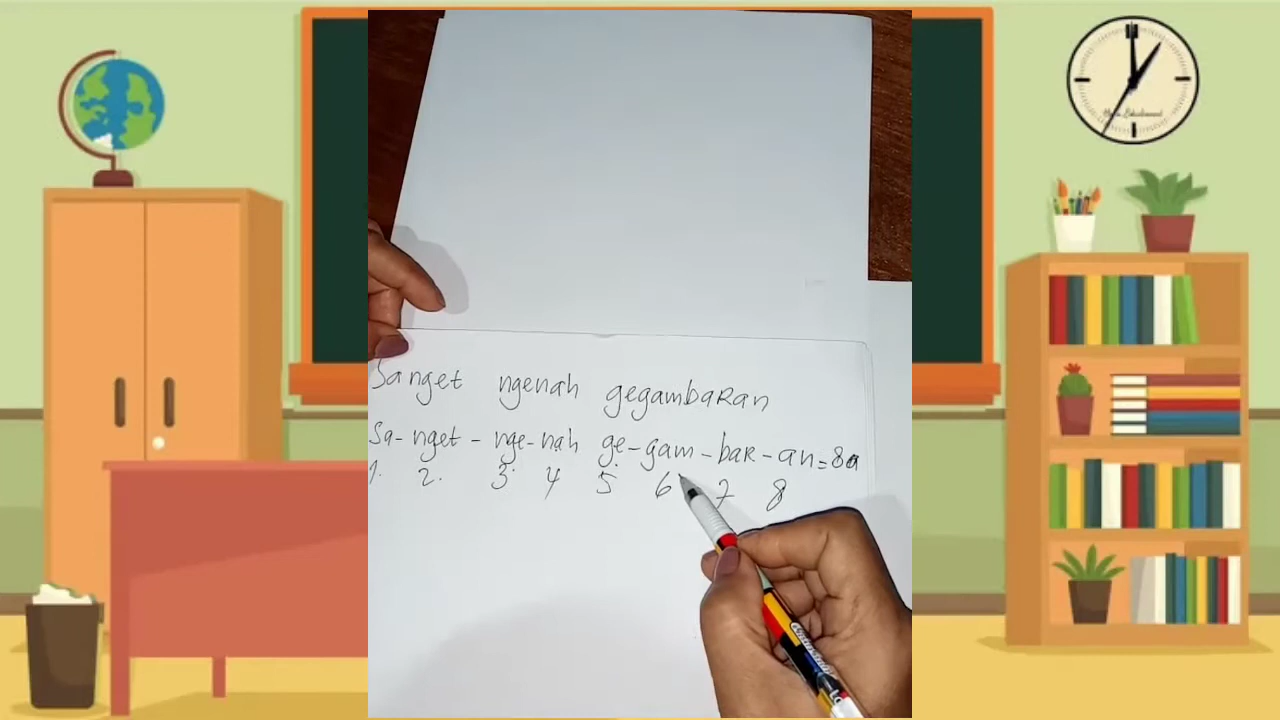 Sanget ngenah gegambaRan
Sa- nget - nge- nah ge - gam - baR - an = 8a
1. 2. 3. 4 5 6 7 8